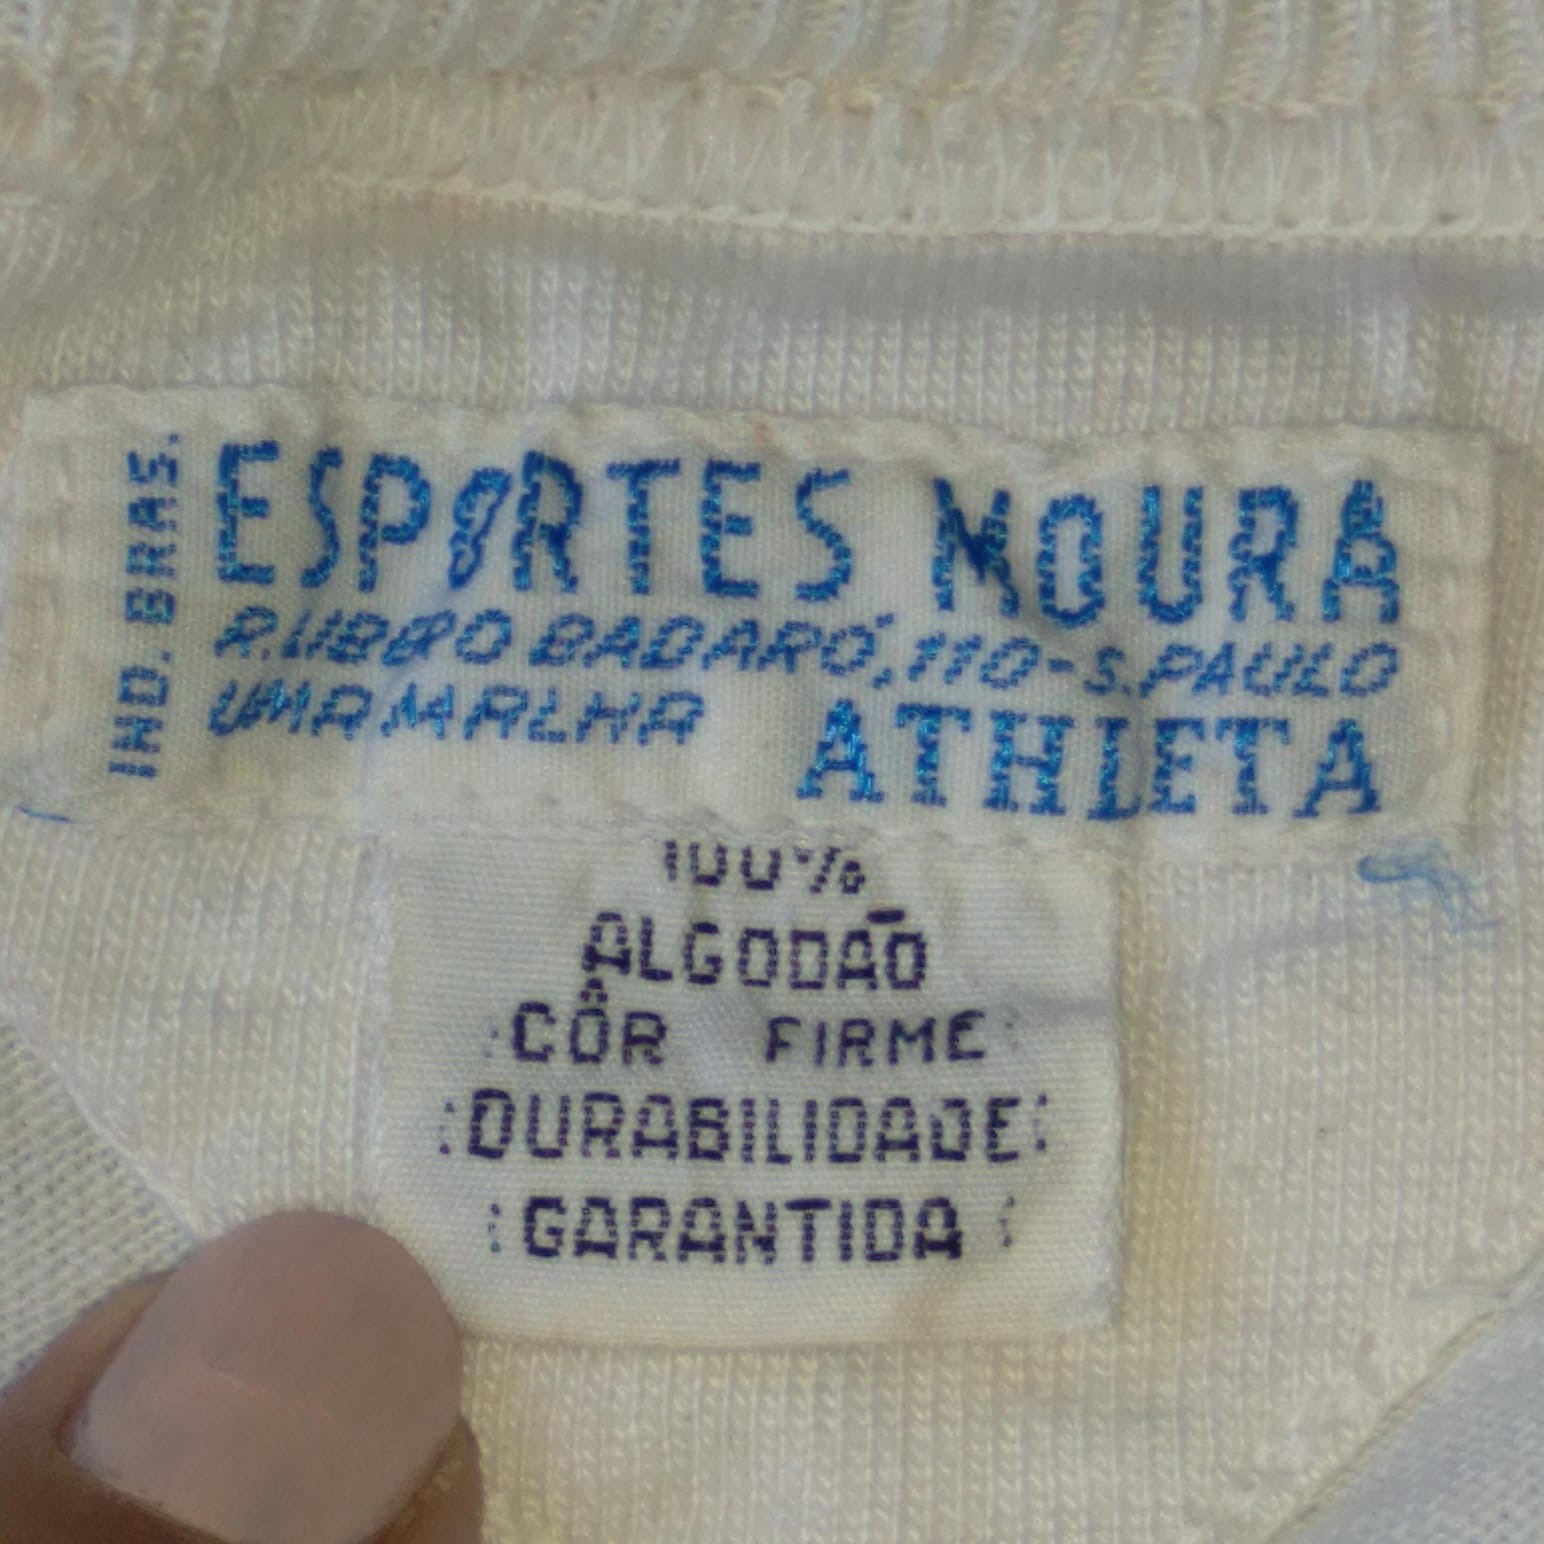 IND. BRAS.
ESPORTES MOURA
R.LIBERO BADARÓ, 110-S.PAULO
UMA MALHA ATHLETA
100%
ALGODÃO
CÔR FIRME
DURABILIDADE
GARANTIDA